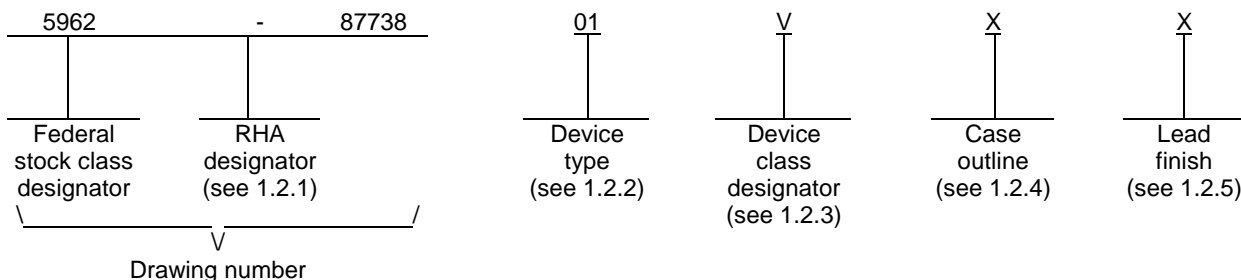 5962 - 87738 01 V X X
Federal stock class designator
RHA designator (see 1.2.1)
Device type (see 1.2.2)
Device class designator (see 1.2.3)
Case outline (see 1.2.4)
Lead finish (see 1.2.5)
\ / \/
Drawing number